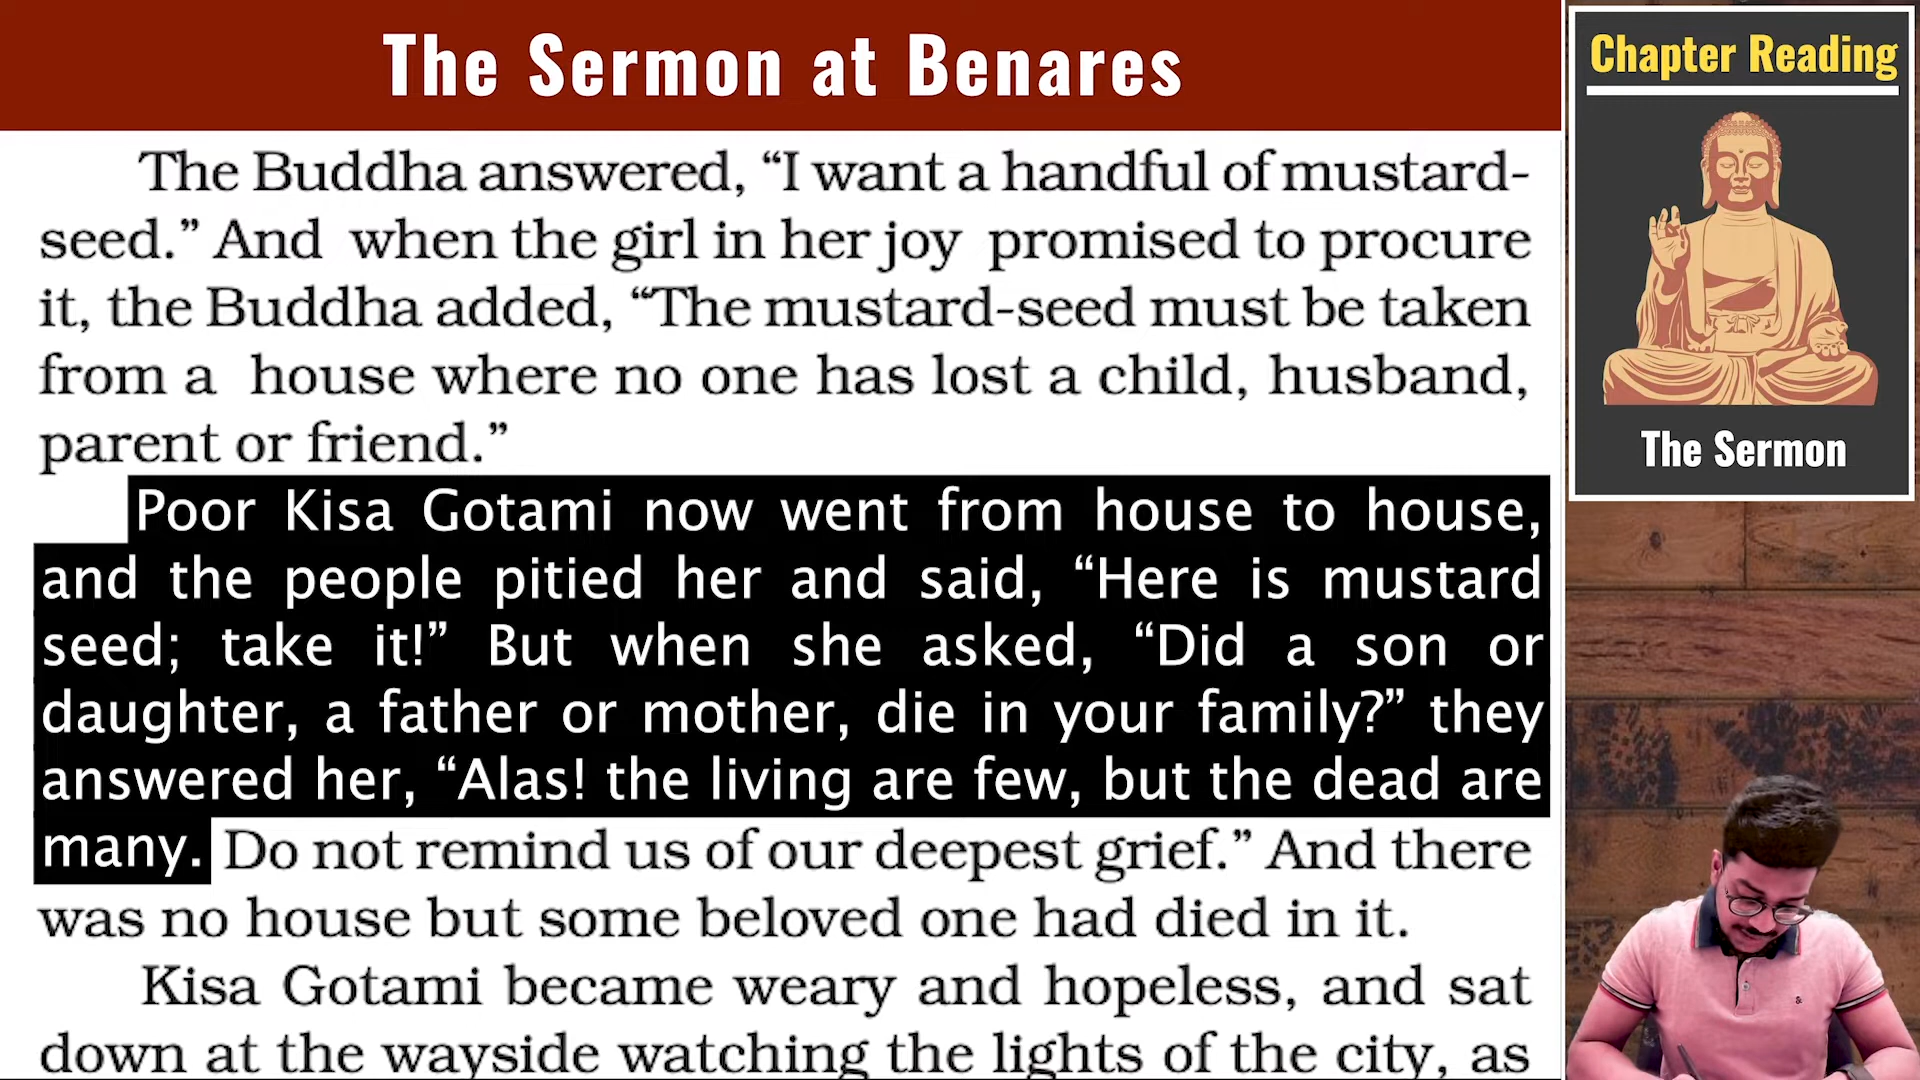 The Sermon at Benares
The Buddha answered, “I want a handful of mustard-
seed.” And when the girl in her joy promised to procure
it, the Buddha added, “The mustard-seed must be taken
from a house where no one has lost a child, husband,
parent or friend.”
Poor Kisa Gotami now went from house to house,
and the people pitied her and said, “Here is mustard
seed; take it!” But when she asked, “Did a son or
daughter, a father or mother, die in your family?” they
answered her, “Alas! the living are few, but the dead are
many. Do not remind us of our deepest grief.” And there
was no house but some beloved one had died in it.
Kisa Gotami became weary and hopeless, and sat
down at the wayside watching the lights of the city, as
Chapter Reading
The Sermon